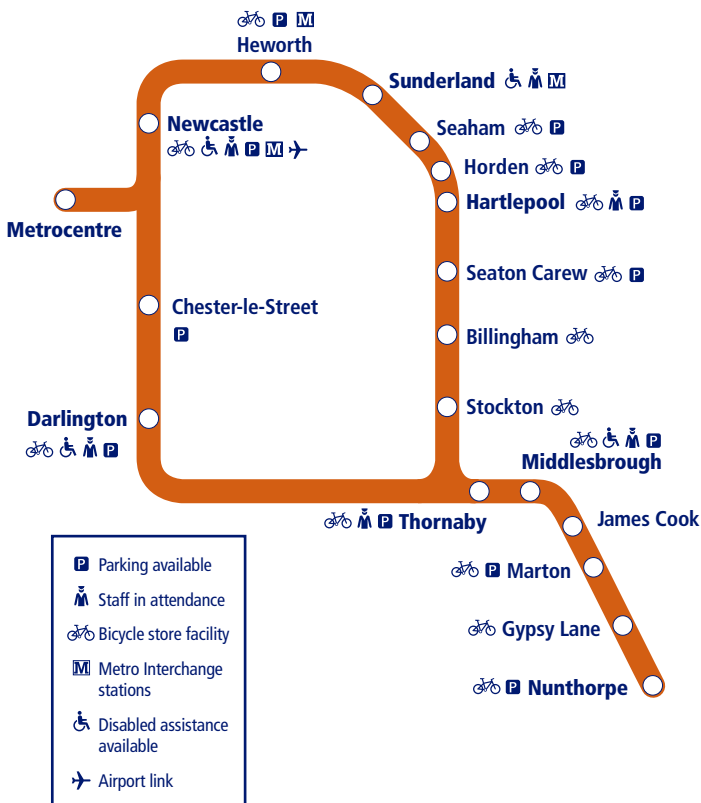 P M
Heworth
Sunderland M
Newcastle
P M
Seaham P
Horden P
Hartlepool P
Metrocentre
Seaton Carew P
Chester-le-Street
P
Billingham
Darlington
P
Stockton
P
Middlesbrough
P Thornaby
James Cook
P Marton
Gypsy Lane
P Nunthorpe
P Parking available
Staff in attendance
Bicycle store facility
M Metro Interchange
stations
Disabled assistance
available
Airport link